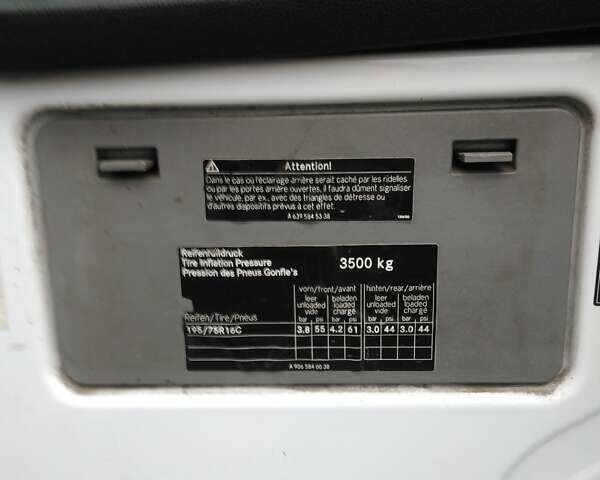 Attention!
Dans le cas où l'éclairage arrière serait caché par les ridelles
ou par les portes arrière ouvertes, il faudra dûment signaliser
le véhicule, par ex., avec des triangles de détresse ou
d'autres dispositifs prévus à cet effet.
A 639 584 53 38
Reifenfülldruck
Tire Inflation Pressure
Pression des Pneus Gonfle's
3500 kg
vorn/front/avant hinten/rear/arrière
leer beladen leer beladen
unloaded loaded unloaded loaded
vide chargé vide chargé
Reifen/Tire/Pneus bar psi bar psi bar psi bar psi
195/75R16C 3.8 55 4.2 61 3.0 44 3.0 44
A 906 584 00 38